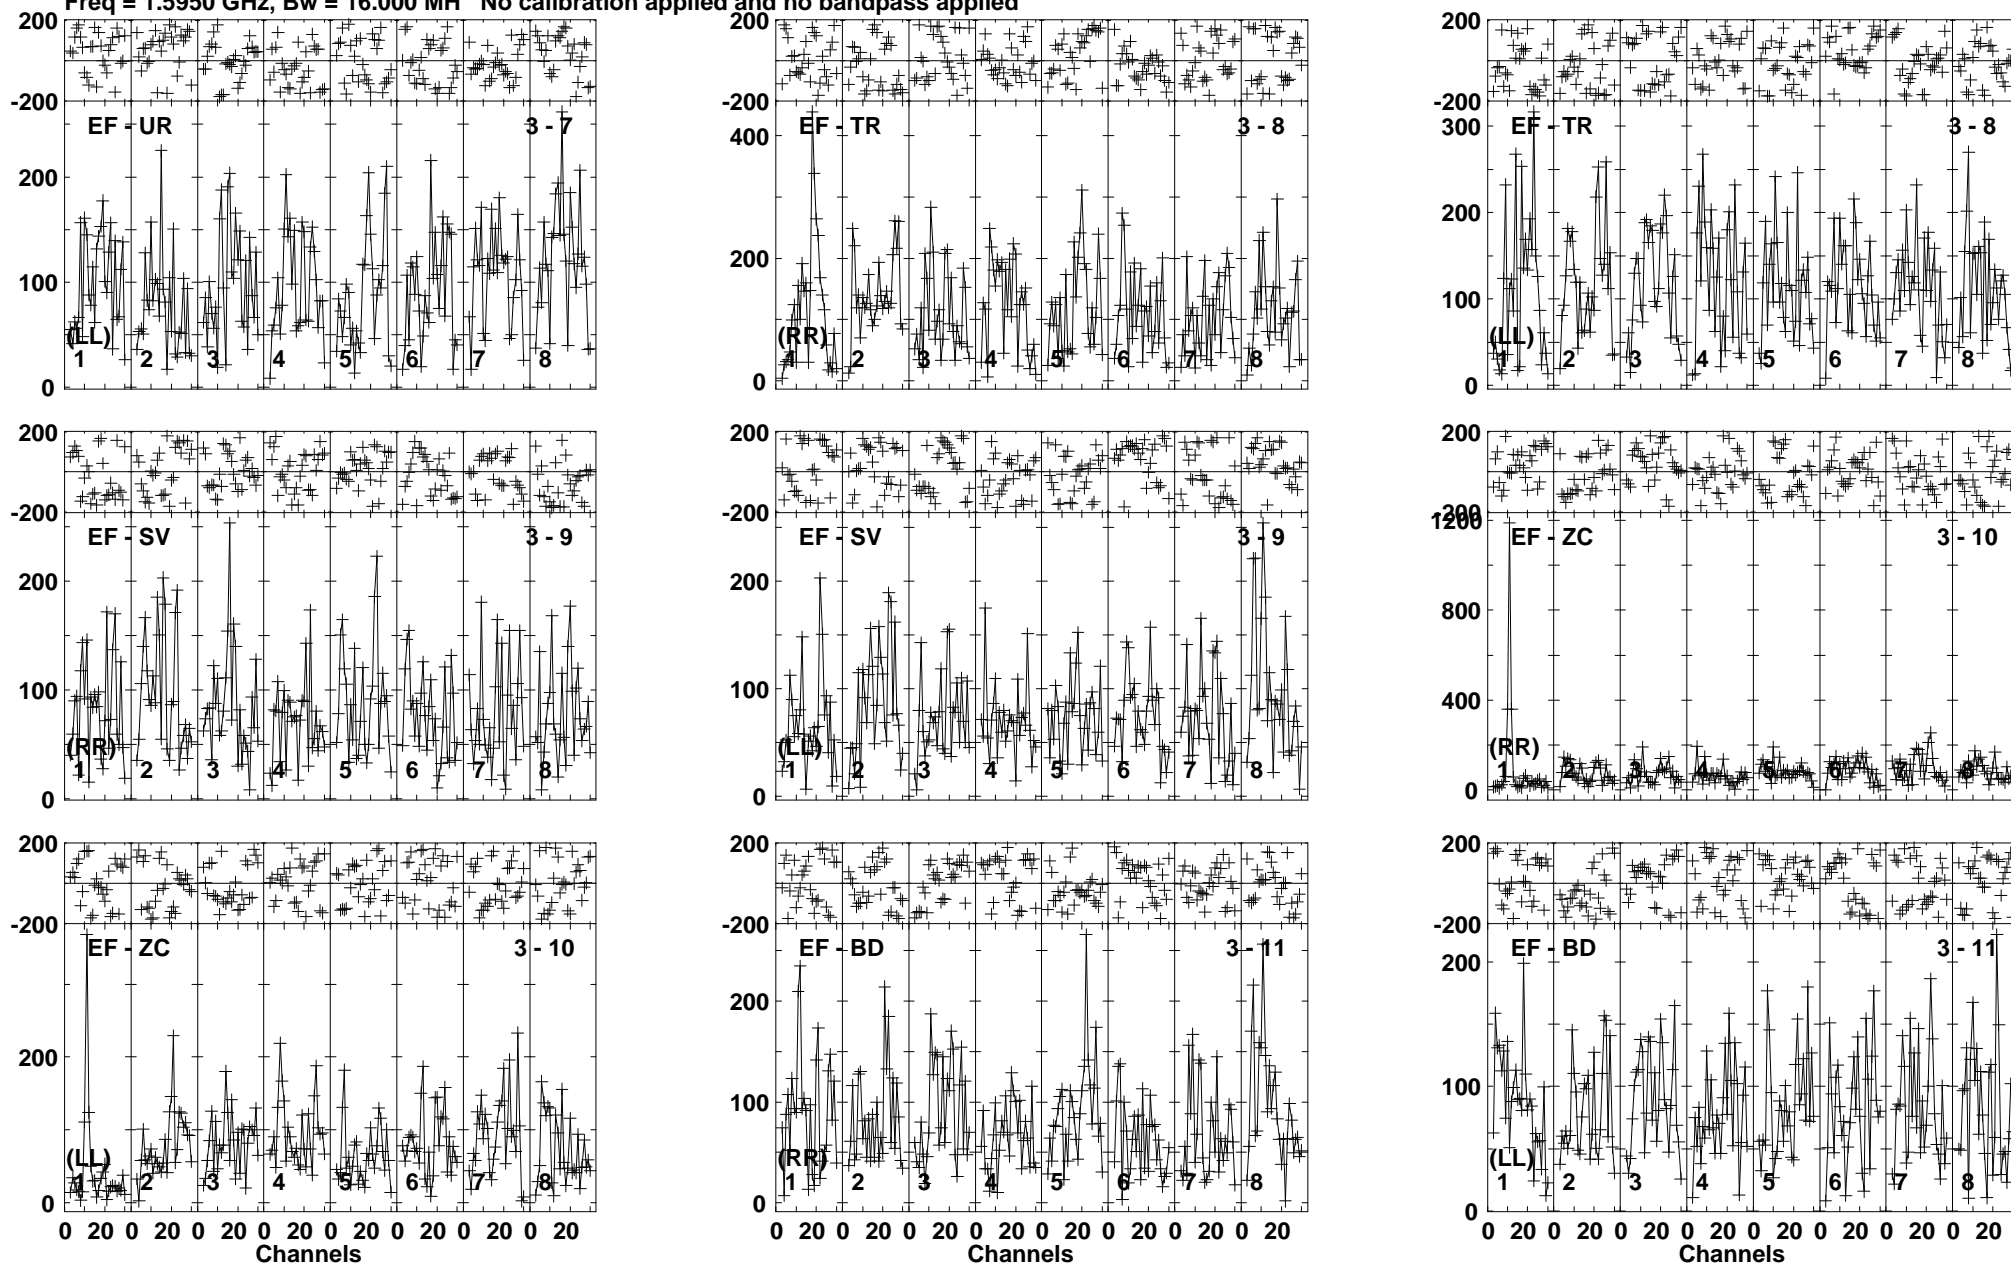 Freq = 1.5950 GHz, Bw = 16.000 MH No calibration applied and no bandpass applied
200 200 200
-200 -200 -200
EF - UR 3 - 7 EF - TR 3 - 8 EF - TR 3 - 8
200 100 0 400 200 0 300 200 100 0
(LL) (RR) (LL)
1 2 3 4 5 6 7 8 1 2 3 4 5 6 7 8 1 2 3 4 5 6 7 8
200 200 200
-200 -200 -200
EF - SV 3 - 9 EF - SV 3 - 9 EF - ZC 3 - 10
200 100 0 200 100 0 1200 800 400 0
(RR) (LL) (RR)
1 2 3 4 5 6 7 8 1 2 3 4 5 6 7 8 1 2 3 4 5 6 7 8
200 200 200
-200 -200 -200
EF - ZC 3 - 10 EF - BD 3 - 11 EF - BD 3 - 11
200 0 200 100 0 200 100 0
(LL) (RR) (LL)
1 2 3 4 5 6 7 8 1 2 3 4 5 6 7 8 1 2 3 4 5 6 7 8
0 20 0 20 0 20 0 20 0 20 0 20 0 20 0 20 0 20 0 20 0 20 0 20 0 20 0 20 0 20 0 20 0 20 0 20 0 20 0 20 0 20 0 20 0 20 0 20
Channels Channels Channels